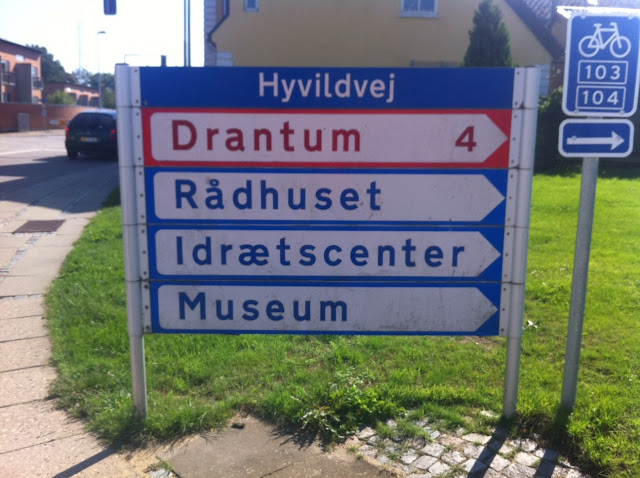 Hyvildvej
Drantum 4
Rådhuset
Idrætscenter
Museum
103
104